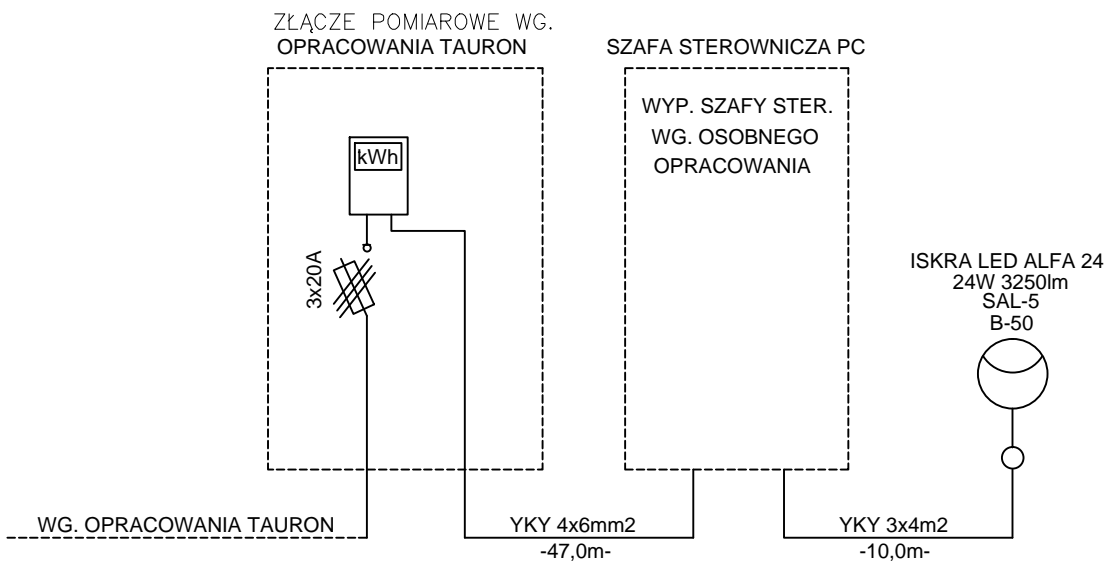 ZŁĄCZE POMIAROWE WG.
OPRACOWANIA TAURON
SZAFA STEROWNICZA PC
WYP. SZAFY STER.
WG. OSOBNEGO
OPRACOWANIA
kWh
3x20A
ISKRA LED ALFA 24
24W 3250lm
SAL-5
B-50
WG. OPRACOWANIA TAURON
YKY 4x6mm2
-47,0m-
YKY 3x4m2
-10,0m-